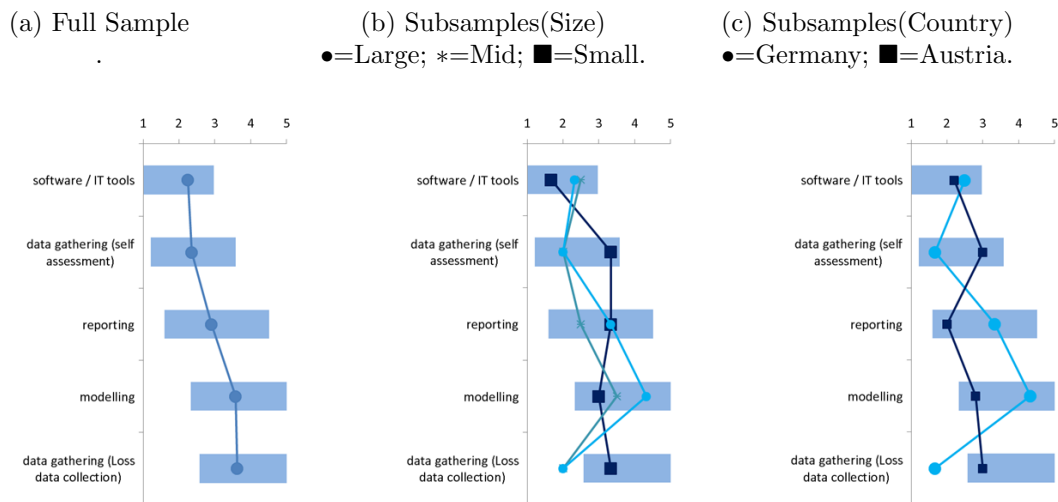 (a) Full Sample
.
1 2 3 4 5
software / IT tools
data gathering (self
assessment)
reporting
modelling
data gathering (Loss
data collection)
(b) Subsamples(Size)
●=Large; ∗=Mid; ■=Small.
1 2 3 4 5
software / IT tools
data gathering (self
assessment)
reporting
modelling
data gathering (Loss
data collection)
(c) Subsamples(Country)
●=Germany; ■=Austria.
1 2 3 4 5
software / IT tools
data gathering (self
assessment)
reporting
modelling
data gathering (Loss
data collection)